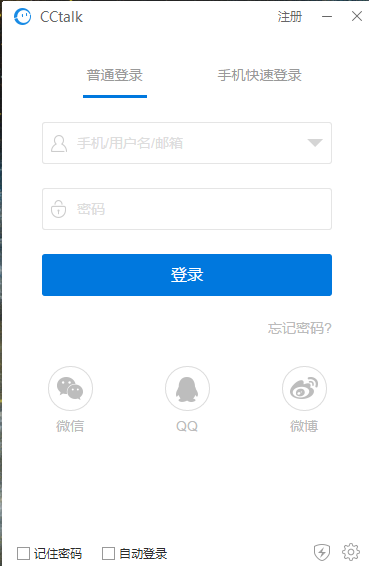 CCtalk 注册
普通登录 手机快速登录
手机/用户名/邮箱
密码
登录
忘记密码?
微信 QQ 微博
记住密码 自动登录